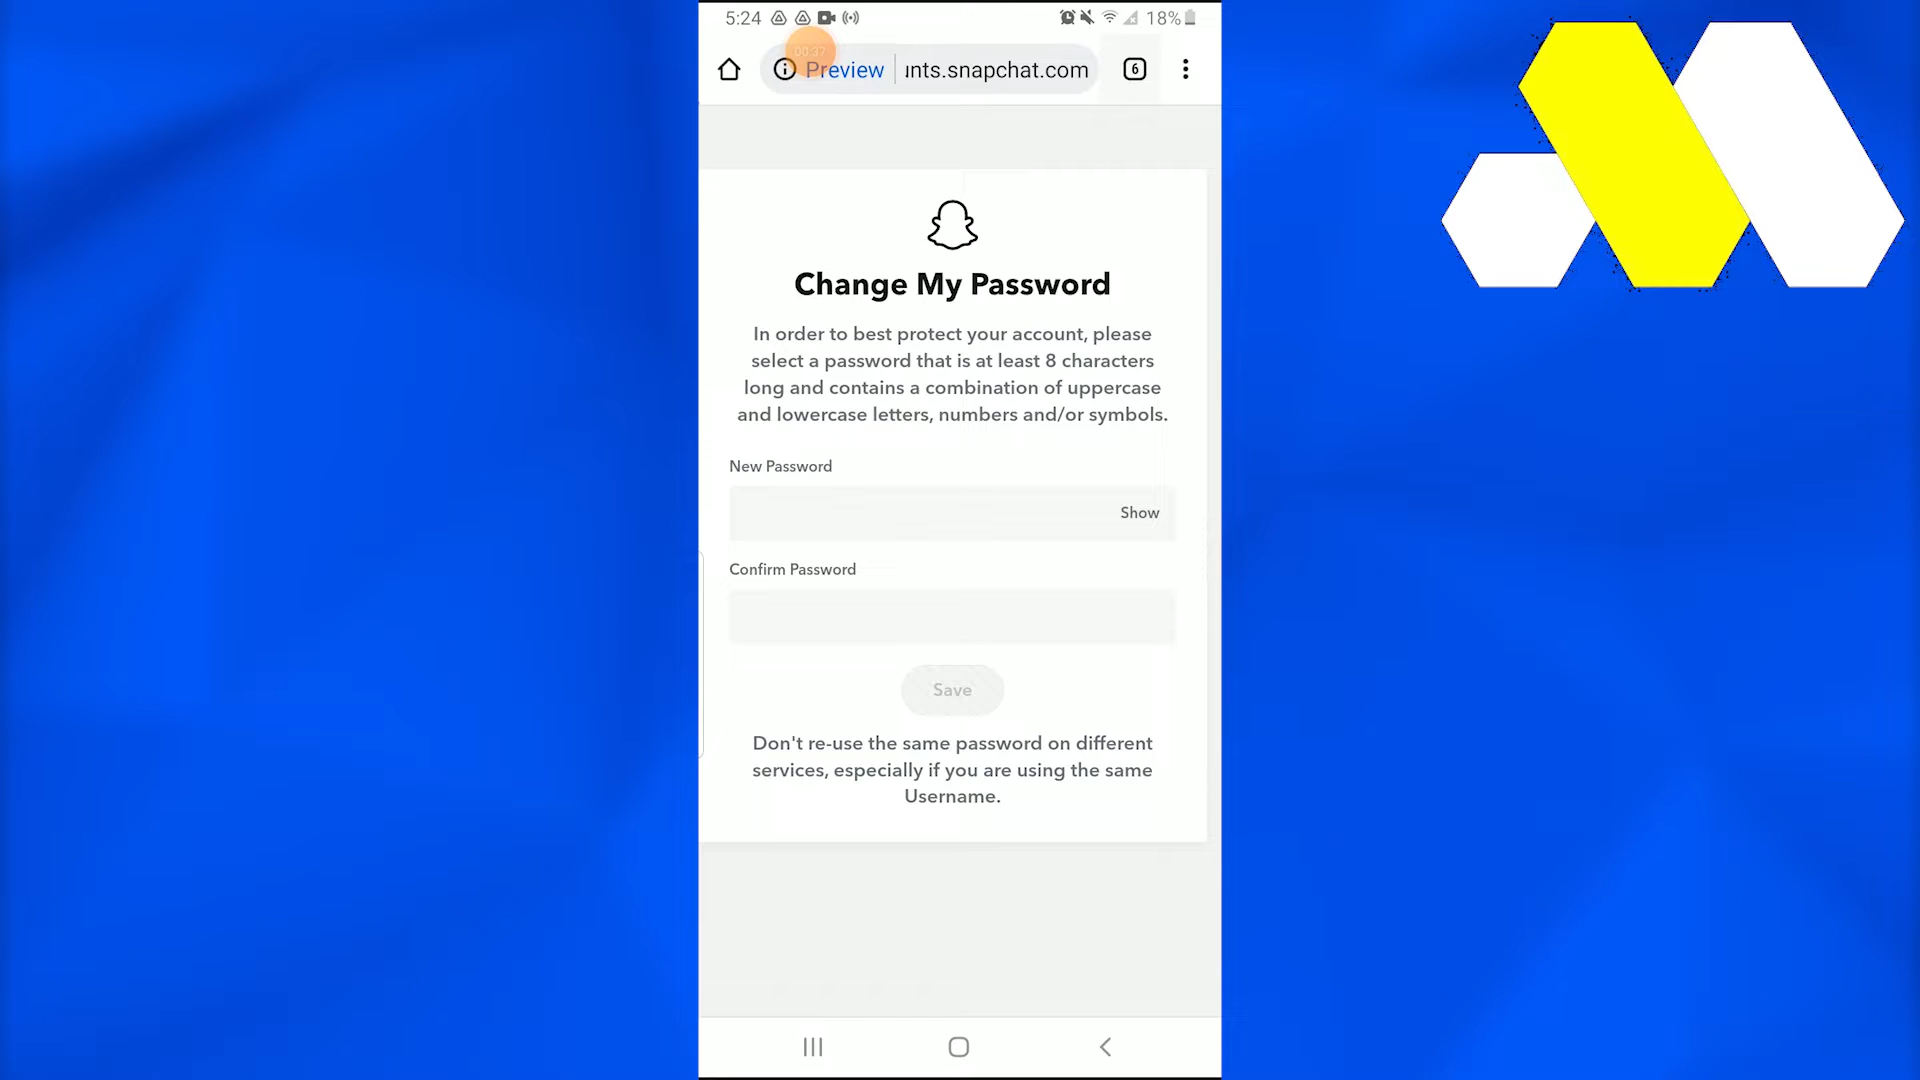 5:24
18%
00:37
Preview
ınts.snapchat.com
6
Change My Password
In order to best protect your account, please
select a password that is at least 8 characters
long and contains a combination of uppercase
and lowercase letters, numbers and/or symbols.
New Password
Show
Confirm Password
Save
Don't re-use the same password on different
services, especially if you are using the same
Username.